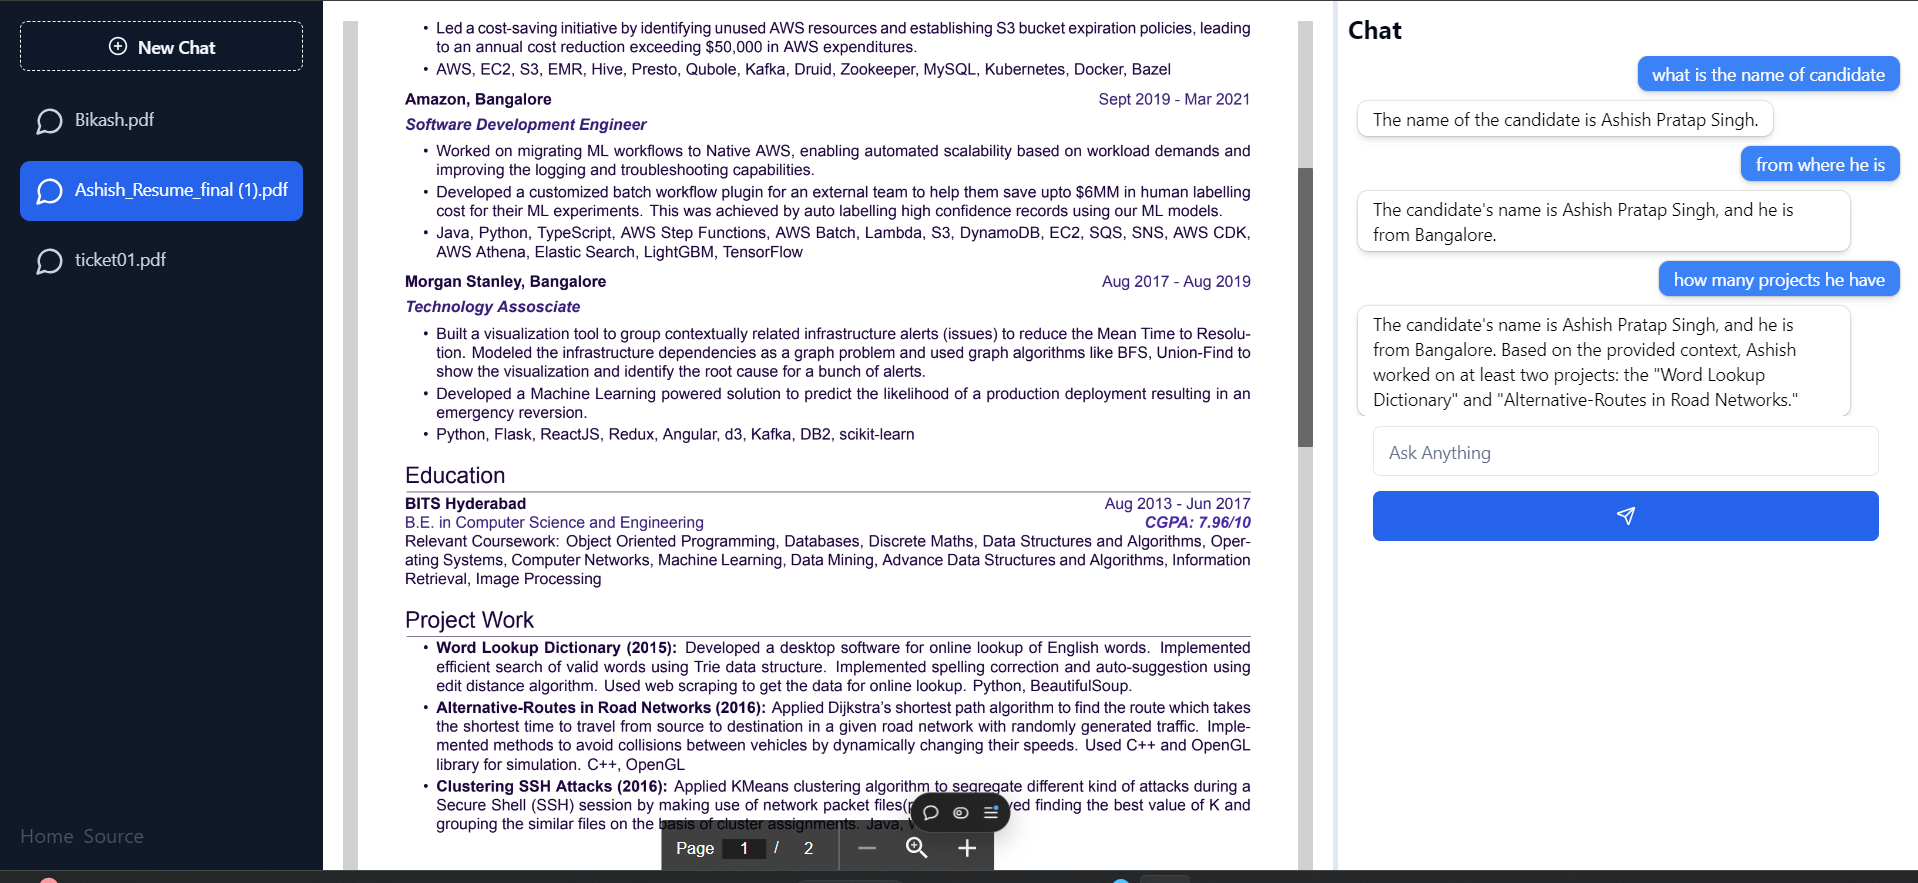 New Chat
Bikash.pdf
Ashish_Resume_final (1).pdf
ticket01.pdf
Home Source
• Led a cost-saving initiative by identifying unused AWS resources and establishing S3 bucket expiration policies, leading
to an annual cost reduction exceeding $50,000 in AWS expenditures.
• AWS, EC2, S3, EMR, Hive, Presto, Qubole, Kafka, Druid, Zookeeper, MySQL, Kubernetes, Docker, Bazel
Amazon, Bangalore Sept 2019 - Mar 2021
Software Development Engineer
• Worked on migrating ML workflows to Native AWS, enabling automated scalability based on workload demands and
improving the logging and troubleshooting capabilities.
• Developed a customized batch workflow plugin for an external team to help them save upto $6MM in human labelling
cost for their ML experiments. This was achieved by auto labelling high confidence records using our ML models.
• Java, Python, TypeScript, AWS Step Functions, AWS Batch, Lambda, S3, DynamoDB, EC2, SQS, SNS, AWS CDK,
AWS Athena, Elastic Search, LightGBM, TensorFlow
Morgan Stanley, Bangalore Aug 2017 - Aug 2019
Technology Assosciate
• Built a visualization tool to group contextually related infrastructure alerts (issues) to reduce the Mean Time to Resolu-
tion. Modeled the infrastructure dependencies as a graph problem and used graph algorithms like BFS, Union-Find to
show the visualization and identify the root cause for a bunch of alerts.
• Developed a Machine Learning powered solution to predict the likelihood of a production deployment resulting in an
emergency reversion.
• Python, Flask, ReactJS, Redux, Angular, d3, Kafka, DB2, scikit-learn
Education
BITS Hyderabad Aug 2013 - Jun 2017
B.E. in Computer Science and Engineering CGPA: 7.96/10
Relevant Coursework: Object Oriented Programming, Databases, Discrete Maths, Data Structures and Algorithms, Oper-
ating Systems, Computer Networks, Machine Learning, Data Mining, Advance Data Structures and Algorithms, Information
Retrieval, Image Processing
Project Work
• Word Lookup Dictionary (2015): Developed a desktop software for online lookup of English words. Implemented
efficient search of valid words using Trie data structure. Implemented spelling correction and auto-suggestion using
edit distance algorithm. Used web scraping to get the data for online lookup. Python, BeautifulSoup.
• Alternative-Routes in Road Networks (2016): Applied Dijkstra's shortest path algorithm to find the route which takes
the shortest time to travel from source to destination in a given road network with randomly generated traffic. Imple-
mented methods to avoid collisions between vehicles by dynamically changing their speeds. Used C++ and OpenGL
library for simulation. C++, OpenGL
• Clustering SSH Attacks (2016): Applied KMeans clustering algorithm to segregate different kind of attacks during a
Secure Shell (SSH) session by making use of network packet files finding the best value of K and
grouping the similar files on the basis of cluster assignments. Java,
Page 1 / 2
Chat
what is the name of candidate
The name of the candidate is Ashish Pratap Singh.
from where he is
The candidate's name is Ashish Pratap Singh, and he is
from Bangalore.
how many projects he have
The candidate's name is Ashish Pratap Singh, and he is
from Bangalore. Based on the provided context, Ashish
worked on at least two projects: the "Word Lookup
Dictionary" and "Alternative-Routes in Road Networks."
Ask Anything